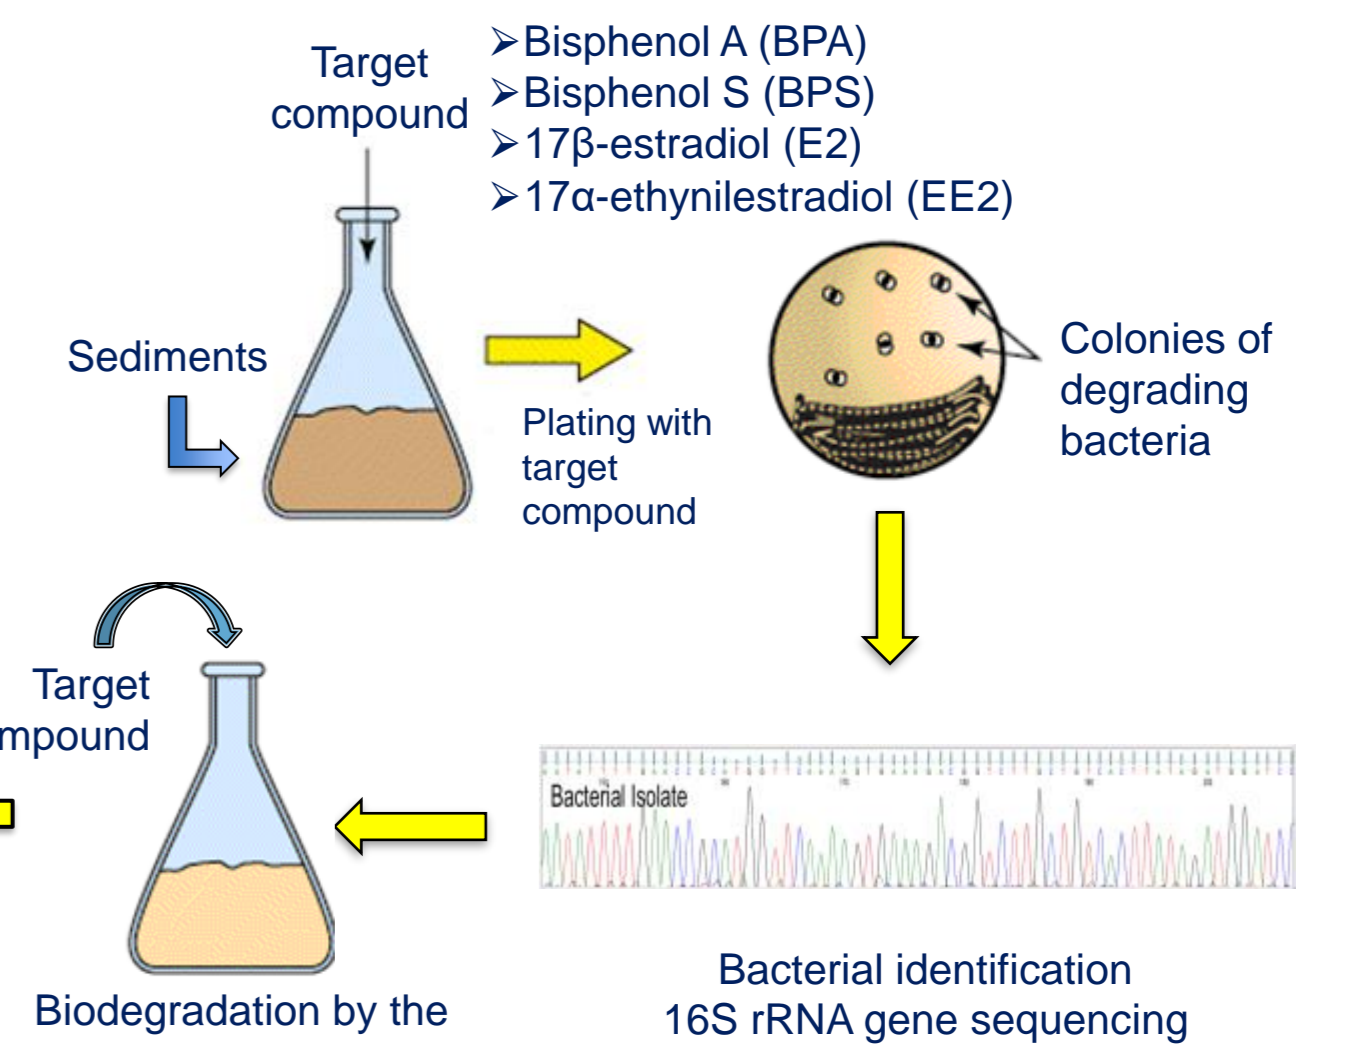 Target
compound
➢Bisphenol A (BPA)
➢Bisphenol S (BPS)
➢17β-estradiol (E2)
➢17α-ethynilestradiol (EE2)
Sediments
Plating with
target
compound
Colonies of
degrading
bacteria
Target
mpound
Bacterial Isolate
Biodegradation by the
Bacterial identification
16S rRNA gene sequencing